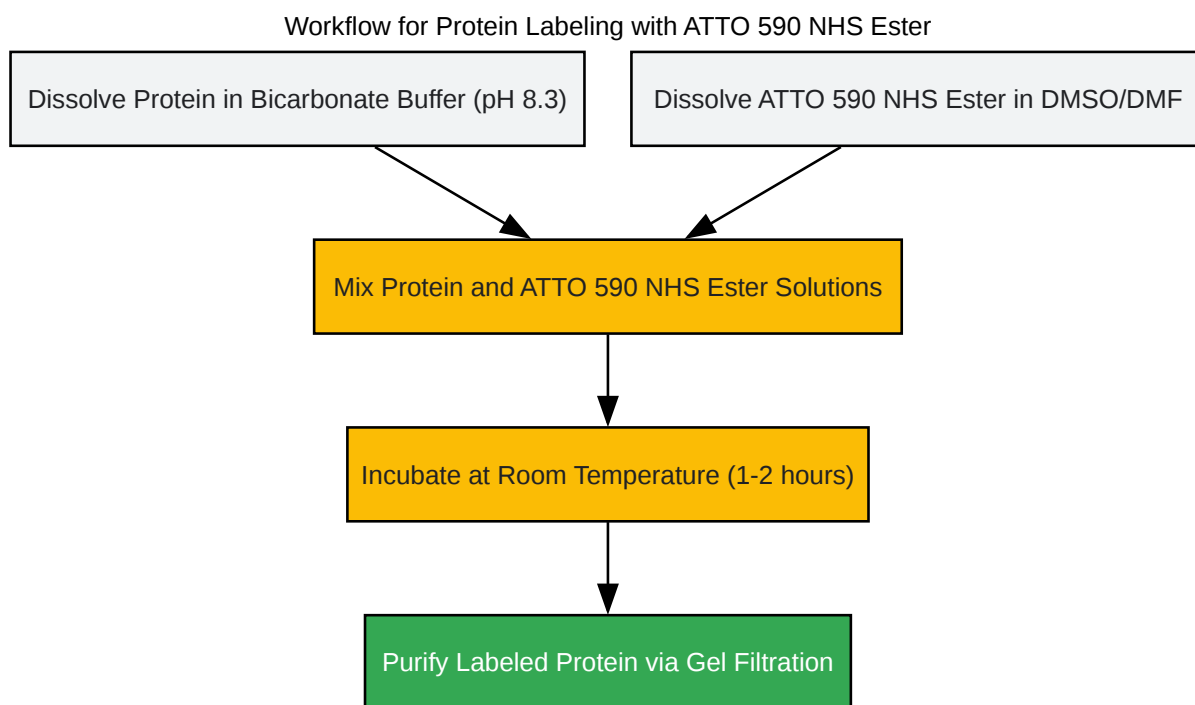 Workflow for Protein Labeling with ATTO 590 NHS Ester
Dissolve Protein in Bicarbonate Buffer (pH 8.3)
Dissolve ATTO 590 NHS Ester in DMSO/DMF
Mix Protein and ATTO 590 NHS Ester Solutions
Incubate at Room Temperature (1-2 hours)
Purify Labeled Protein via Gel Filtration